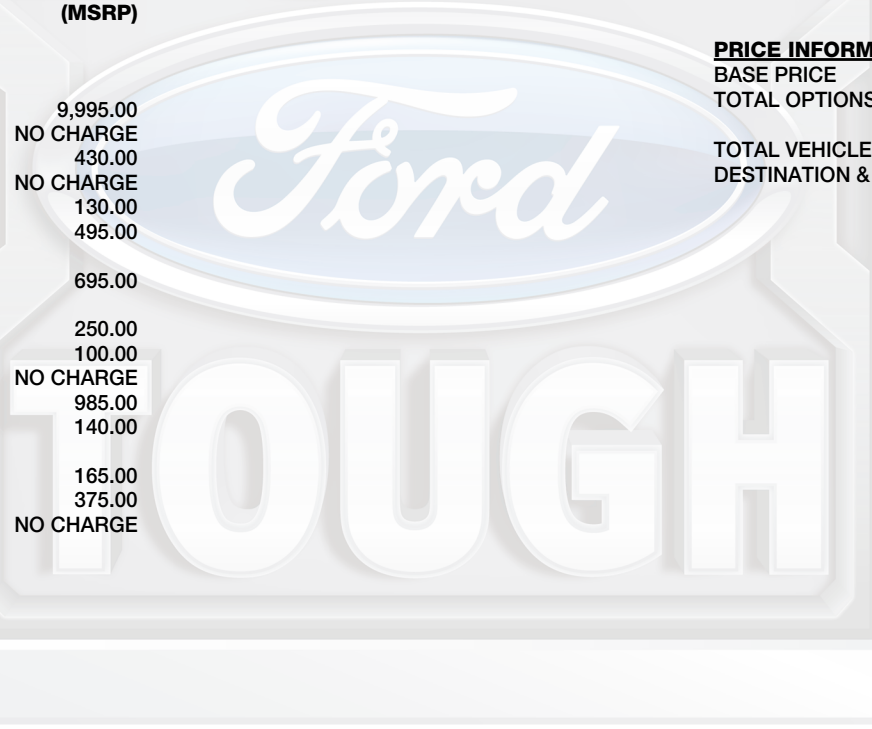 (MSRP)
9,995.00
NO CHARGE
430.00
NO CHARGE
130.00
495.00
695.00
250.00
100.00
NO CHARGE
985.00
140.00
165.00
375.00
NO CHARGE
PRICE INFORM
BASE PRICE
TOTAL OPTIONS
TOTAL VEHICLE
DESTINATION &
Ford
TOUGH